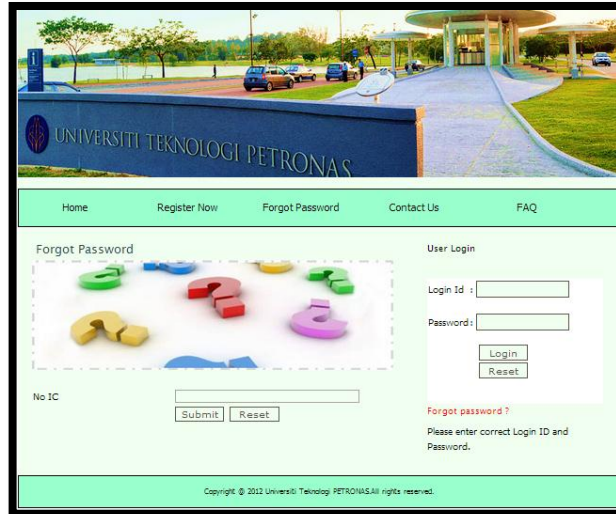 i
UNIVERSITI TEKNOLOGI PETRONAS
Home Register Now Forgot Password Contact Us FAQ
Forgot Password
No IC
Submit Reset
User Login
Login Id :
Password:
Login
Reset
Forgot password ?
Please enter correct Login ID and
Password.
Copyright @ 2012 Universiti Teknologi PETRONAS.All rights reserved.